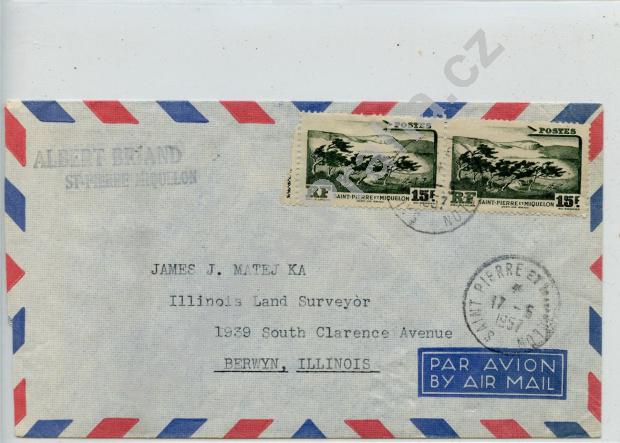 ALBERT BRIAND
ST-PIERRE MIQUELON
POSTES
RF
SAINT-PIERRE ET MIQUELON
15F
POSTES
RF
SAINT-PIERRE ET MIQUELON
15F
1957
SAINT PIERRE ET
17 - 6
1957
JAMES J. MATEJ KA
Illinois Land Surveyòr
1939 South Clarence Avenue
BERWYN, ILLINOIS
PAR AVION
BY AIR MAIL